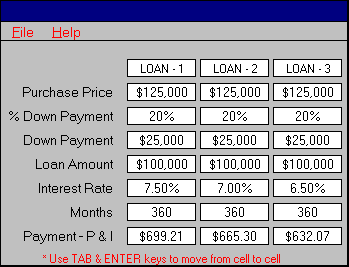 File Help
LOAN - 1 LOAN - 2 LOAN - 3
Purchase Price $125,000 $125,000 $125,000
% Down Payment 20% 20% 20%
Down Payment $25,000 $25,000 $25,000
Loan Amount $100,000 $100,000 $100,000
Interest Rate 7.50% 7.00% 6.50%
Months 360 360 360
Payment - P & I $699.21 $665.30 $632.07
* Use TAB & ENTER keys to move from cell to cell